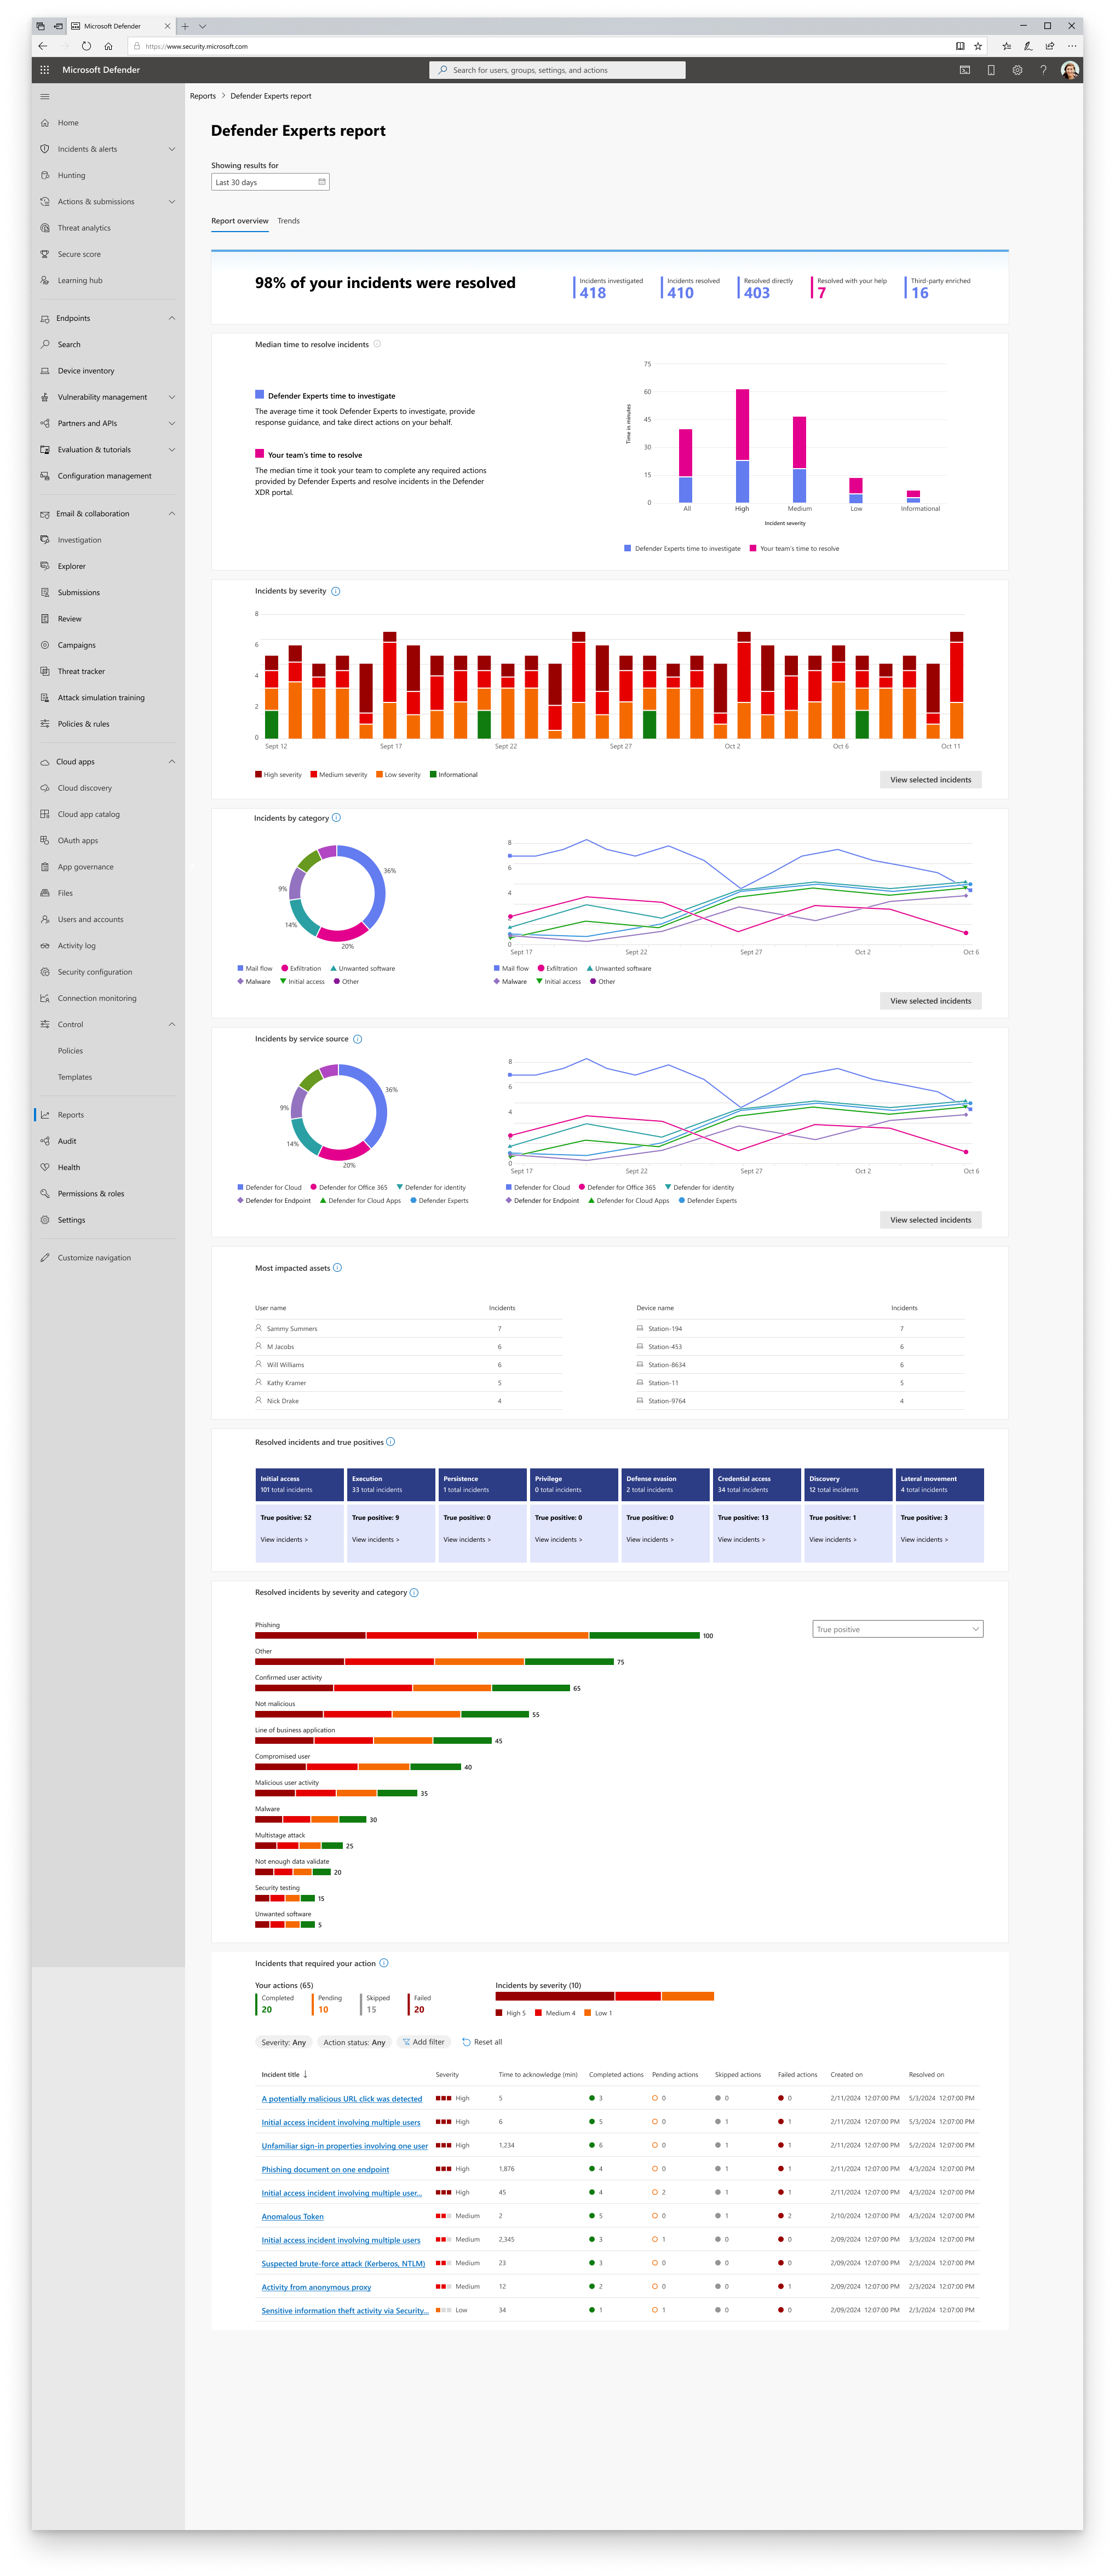 Microsoft Defender
https://www.security.microsoft.com
Microsoft Defender
Search for users, groups, settings, and actions
Home
Incidents & alerts
Hunting
Actions & submissions
Threat analytics
Secure score
Learning hub
Endpoints
Search
Device inventory
Vulnerability management
Partners and APIs
Evaluation & tutorials
Configuration management
Email & collaboration
Investigation
Explorer
Submissions
Review
Campaigns
Threat tracker
Attack simulation training
Policies & rules
Cloud apps
Cloud discovery
Cloud app catalog
OAuth apps
App governance
Files
Users and accounts
Activity log
Security configuration
Connection monitoring
Control
Policies
Templates
Reports
Audit
Health
Permissions & roles
Settings
Customize navigation
Reports > Defender Experts report
Defender Experts report
Showing results for
Last 30 days
Report overview Trends
98% of your incidents were resolved
Incidents investigated
418
Incidents resolved
410
Resolved directly
403
Resolved with your help
7
Third-party enriched
16
Median time to resolve incidents
Defender Experts time to investigate
The average time it took Defender Experts to investigate, provide
response guidance, and take direct actions on your behalf.
Your team's time to resolve
The median time it took your team to complete any required actions
provided by Defender Experts and resolve incidents in the Defender
XDR portal.
Time in minutes
75
60
45
30
15
0
All High Medium Low Informational
Incident severity
Defender Experts time to investigate Your team's time to resolve
Incidents by severity
8
6
4
2
0
Sept 12 Sept 17 Sept 22 Sept 27 Oct 2 Oct 6 Oct 11
High severity Medium severity Low severity Informational
View selected incidents
Incidents by category
36%
9%
14%
20%
Mail flow Exfiltration Unwanted software
Malware Initial access Other
8
6
4
0
Sept 17 Sept 22 Sept 27 Oct 2 Oct 6
Mail flow Exfiltration Unwanted software
Malware Initial access Other
View selected incidents
Incidents by service source
36%
9%
14%
20%
Defender for Cloud Defender for Office 365 Defender for identity
Defender for Endpoint Defender for Cloud Apps Defender Experts
8
6
4
0
Sept 17 Sept 22 Sept 27 Oct 2 Oct 6
Defender for Cloud Defender for Office 365 Defender for identity
Defender for Endpoint Defender for Cloud Apps Defender Experts
View selected incidents
Most impacted assets
User name Incidents
Sammy Summers 7
M Jacobs 6
Will Williams 6
Kathy Kramer 5
Nick Drake 4
Device name Incidents
Station-194 7
Station-453 6
Station-8634 6
Station-11 5
Station-9764 4
Resolved incidents and true positives
Initial access Execution Persistence Privilege Defense evasion Credential access Discovery Lateral movement
101 total incidents 33 total incidents 1 total incidents 0 total incidents 2 total incidents 34 total incidents 12 total incidents 4 total incidents
True positive: 52 True positive: 9 True positive: 0 True positive: 0 True positive: 0 True positive: 13 True positive: 1 True positive: 3
View incidents > View incidents > View incidents > View incidents > View incidents > View incidents > View incidents > View incidents >
Resolved incidents by severity and category
True positive
Phishing
100
Other
75
Confirmed user activity
65
Not malicious
55
Line of business application
45
Compromised user
40
Malicious user activity
35
Malware
30
Multistage attack
25
Not enough data validate
20
Security testing
15
Unwanted software
5
Incidents that required your action
Your actions (65)
Completed Pending Skipped Failed
20 10 15 20
Incidents by severity (10)
High 5 Medium 4 Low 1
Severity: Any Action status: Any Add filter Reset all
Incident title ↓ Severity Time to acknowledge (min) Completed actions Pending actions Skipped actions Failed actions Created on Resolved on
A potentially malicious URL click was detected High 5 3 0 0 0 2/11/2024 12:07:00 PM 5/3/2024 12:07:00 PM
Initial access incident involving multiple users High 6 5 0 1 1 2/11/2024 12:07:00 PM 5/3/2024 12:07:00 PM
Unfamiliar sign-in properties involving one user High 1,234 6 0 1 1 2/11/2024 12:07:00 PM 5/2/2024 12:07:00 PM
Phishing document on one endpoint High 1,876 4 0 1 1 2/11/2024 12:07:00 PM 4/3/2024 12:07:00 PM
Initial access incident involving multiple user... High 45 4 2 1 1 2/11/2024 12:07:00 PM 4/3/2024 12:07:00 PM
Anomalous Token Medium 2 5 0 1 2 2/10/2024 12:07:00 PM 4/3/2024 12:07:00 PM
Initial access incident involving multiple users Medium 2,345 3 1 0 0 2/09/2024 12:07:00 PM 3/3/2024 12:07:00 PM
Suspected brute-force attack (Kerberos, NTLM) Medium 23 3 0 0 0 2/09/2024 12:07:00 PM 2/3/2024 12:07:00 PM
Activity from anonymous proxy Medium 12 2 0 0 1 2/09/2024 12:07:00 PM 2/3/2024 12:07:00 PM
Sensitive information theft activity via Security... Low 34 1 1 0 0 2/09/2024 12:07:00 PM 2/3/2024 12:07:00 PM